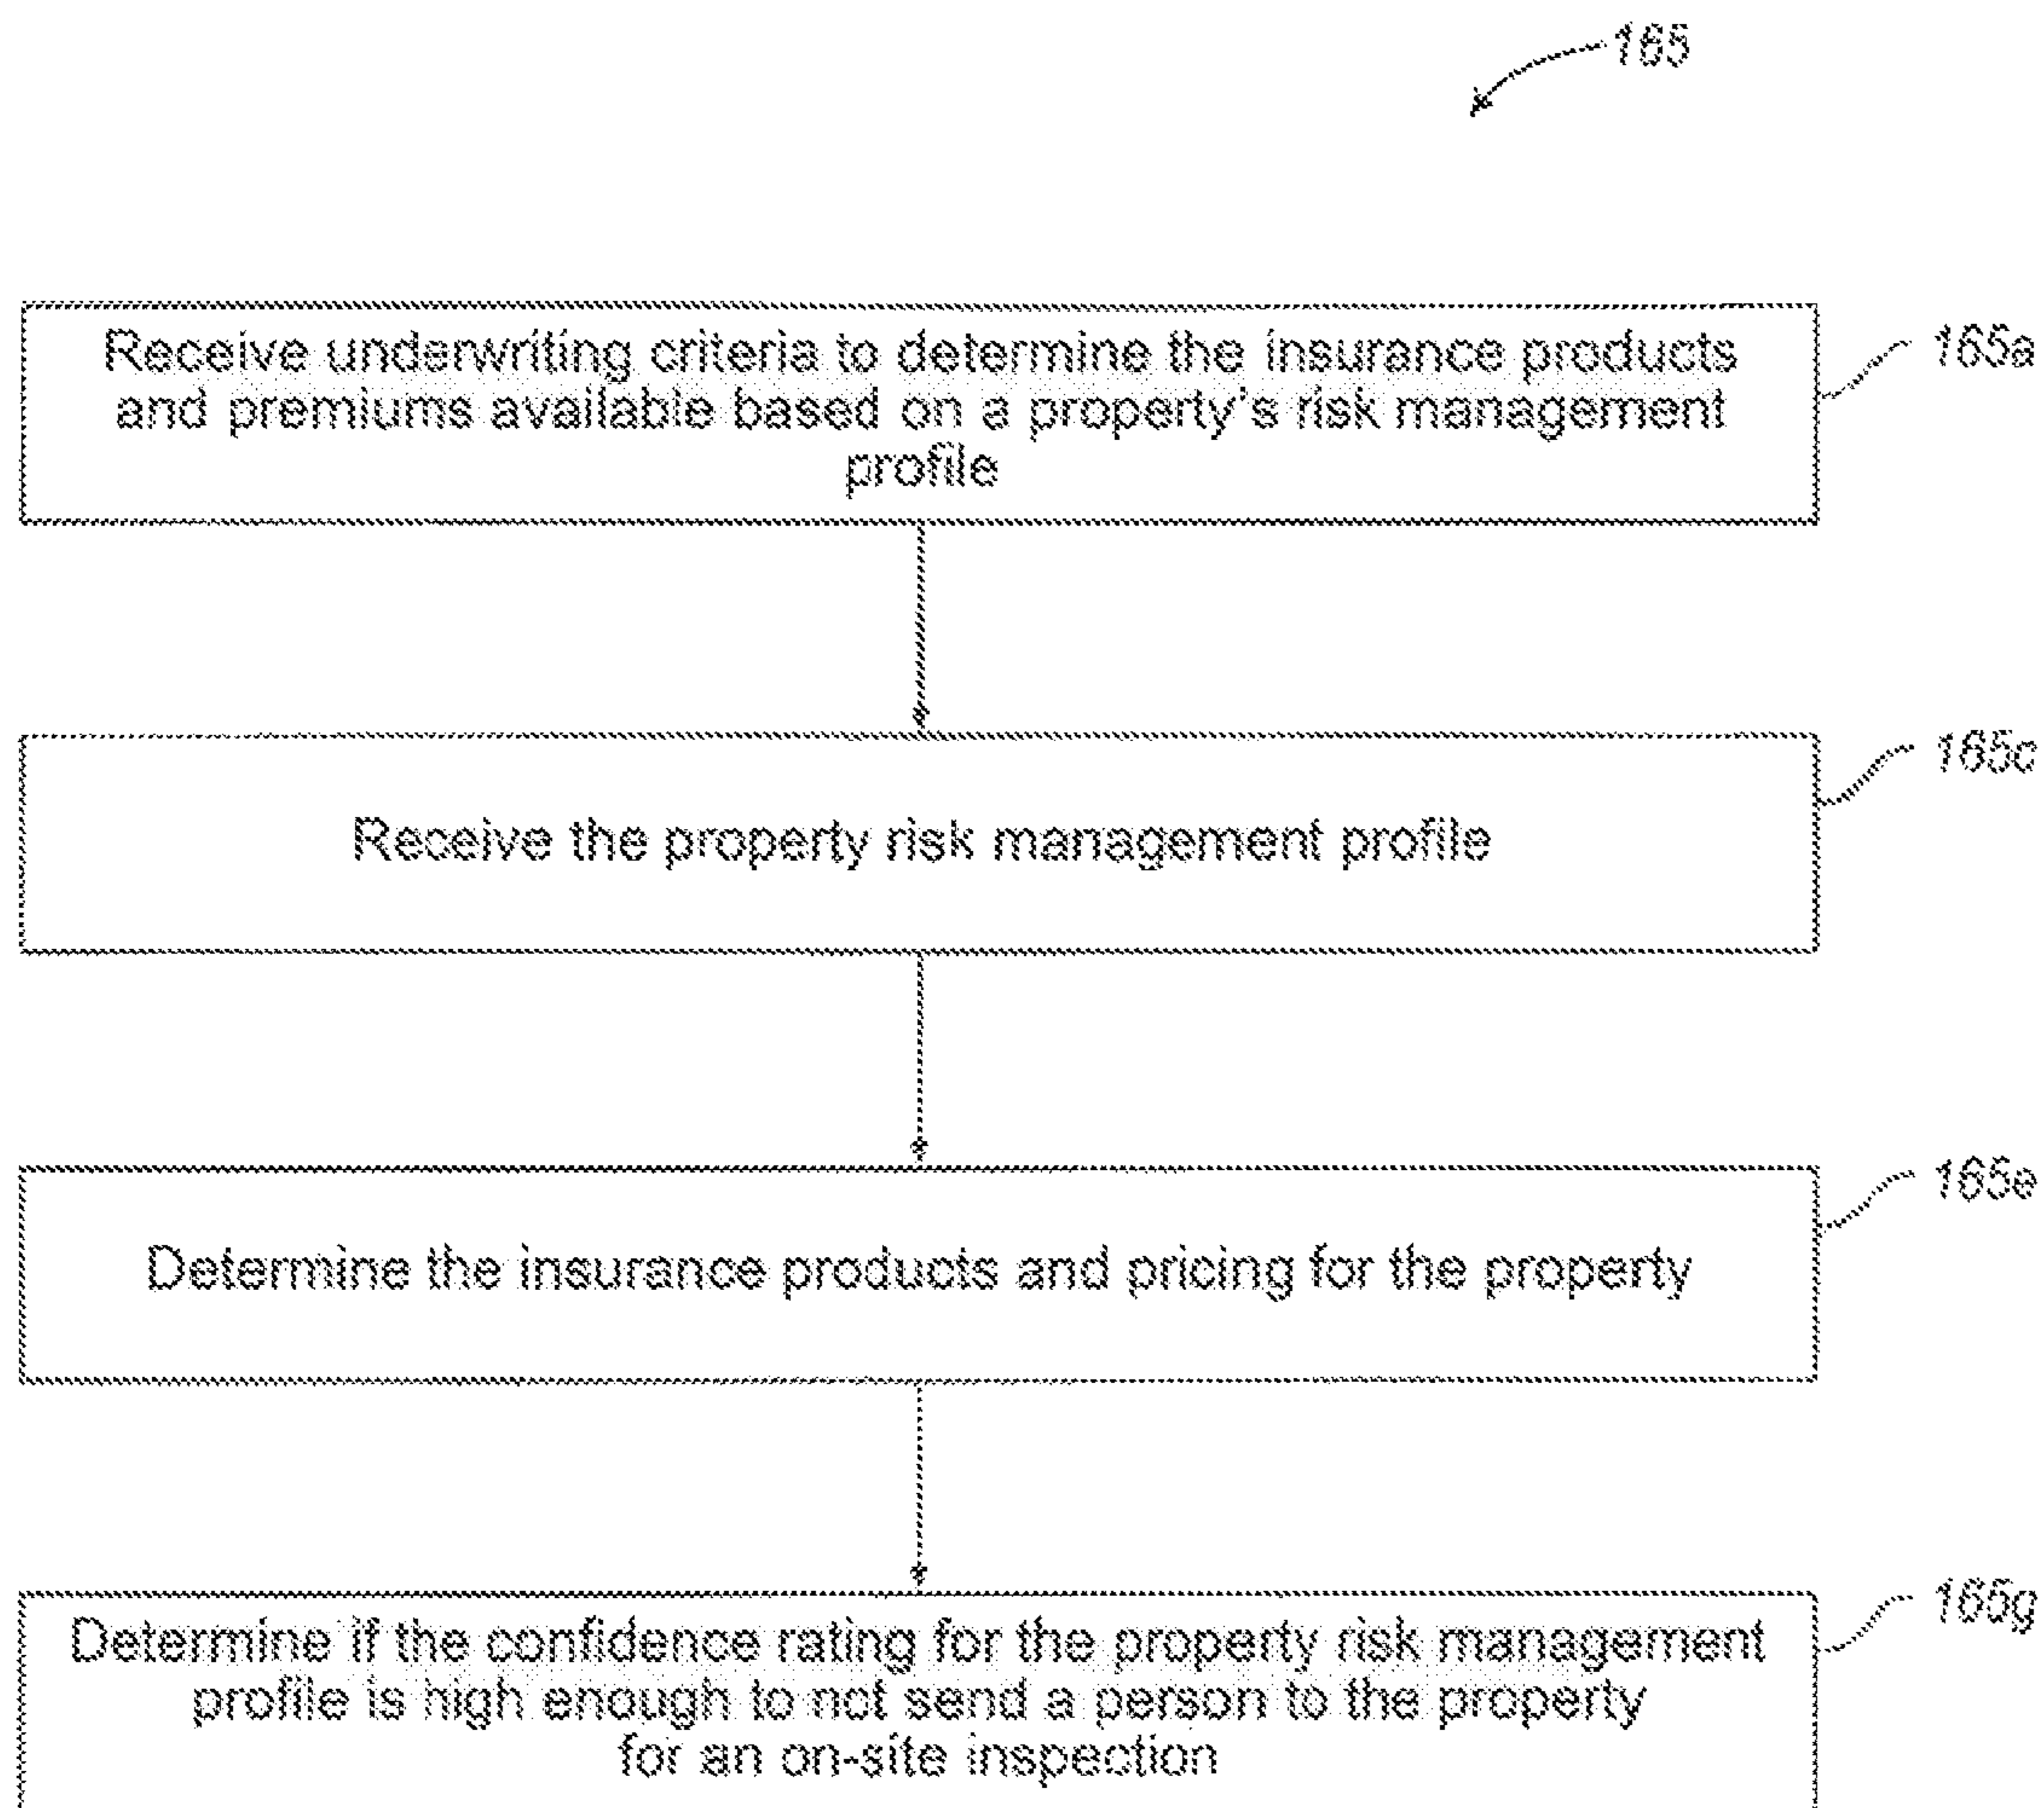 165
Receive underwriting criteria to determine the insurance products
and premiums available based on a property's risk management
profile
165a
Receive the property risk management profile
165c
Determine the insurance products and pricing for the property
165e
Determine if the confidence rating for the property risk management
profile is high enough to not send a person to the property
for an on-site inspection
165g